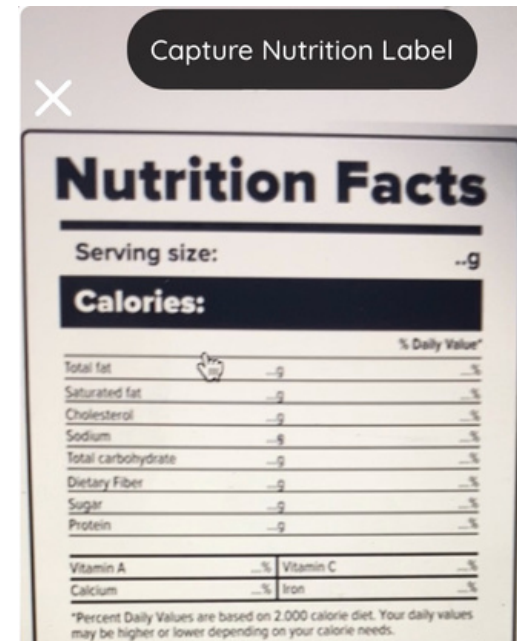 Capture Nutrition Label
Nutrition Facts
Serving size: ..g
Calories:
% Daily Value*
Total fat ...g ...%
Saturated fat ...g ...%
Cholesterol ...g ...%
Sodium ...g ...%
Total carbohydrate ...g ...%
Dietary Fiber ...g ...%
Sugar ...g ...%
Protein ...g ...%
Vitamin A ...% Vitamin C ...%
Calcium ...% Iron ...%
*Percent Daily Values are based on 2.000 calorie diet. Your daily values
may be higher or lower depending on your calorie needs.